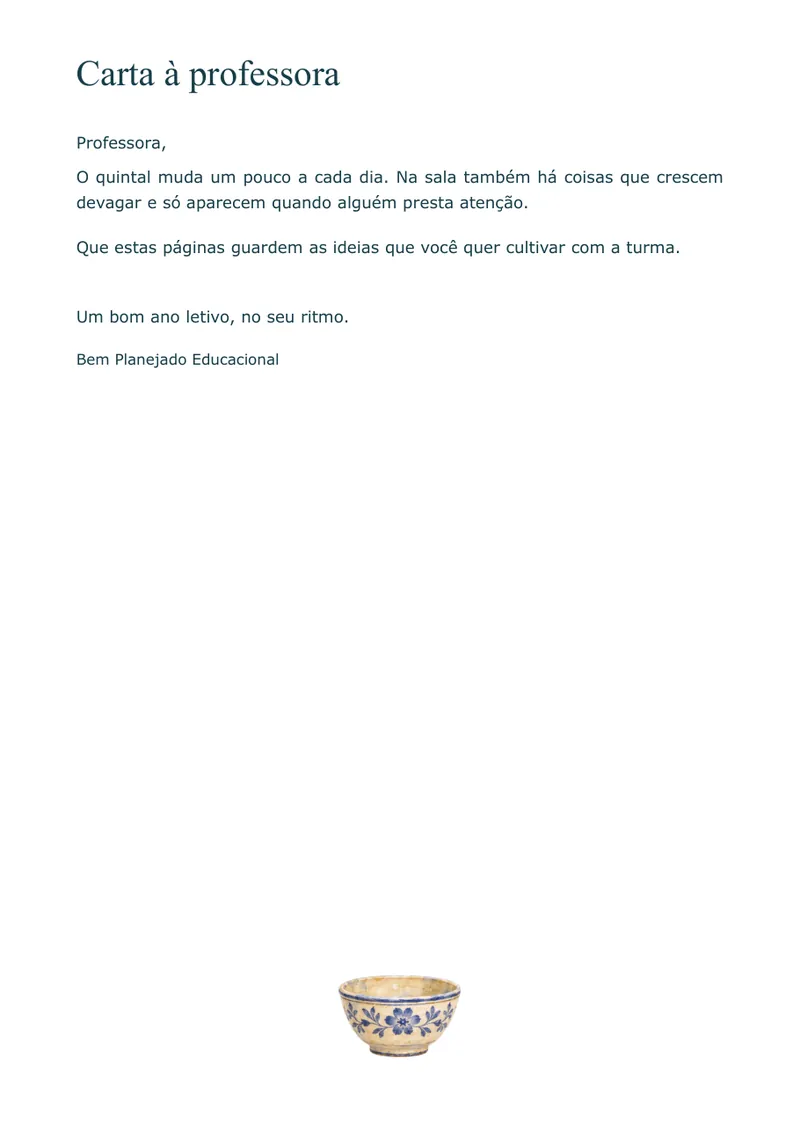 Carta à professora
Professora,
O quintal muda um pouco a cada dia. Na sala também há coisas que crescem
devagar e só aparecem quando alguém presta atenção.
Que estas páginas guardem as ideias que você quer cultivar com a turma.
Um bom ano letivo, no seu ritmo.
Bem Planejado Educacional